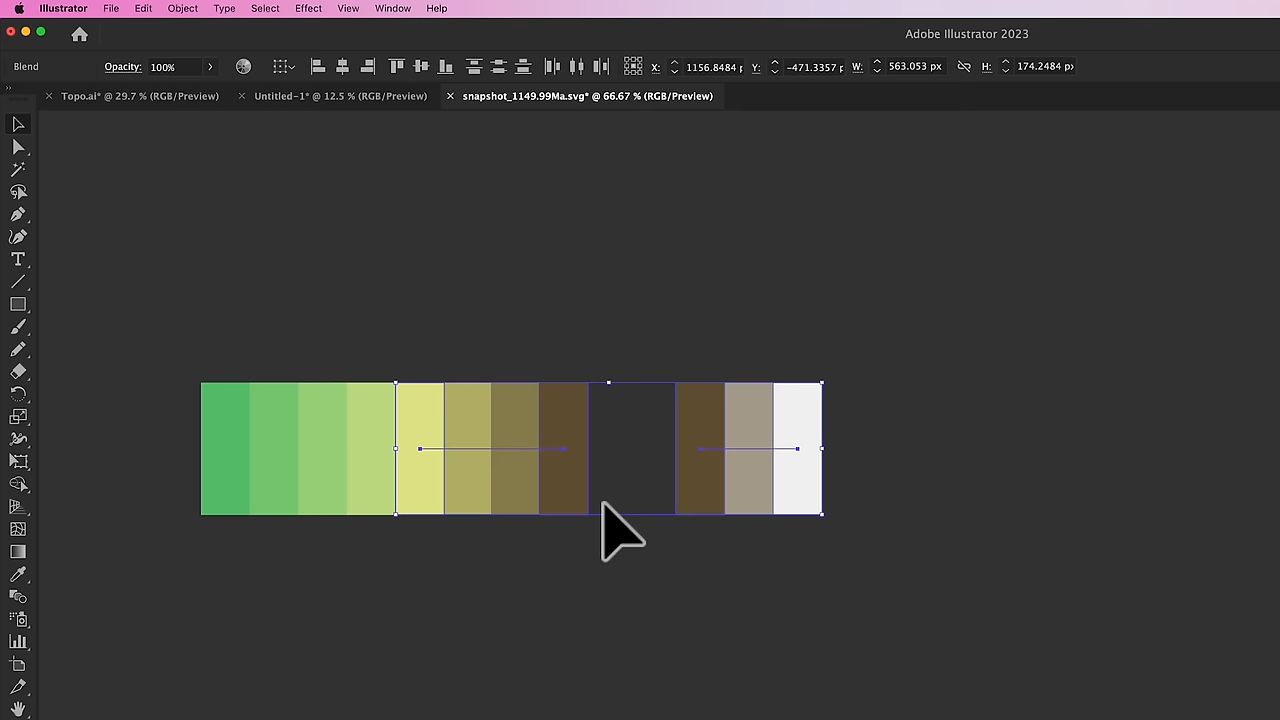 Illustrator File Edit Object Type Select Effect View Window Help
Adobe Illustrator 2023
Blend Opacity: 100% X: 1156.8484 p Y: -471.3357 p W: 563.053 px H: 174.2484 px
Topo.ai* @ 29.7 % (RGB/Preview) Untitled-1* @ 12.5 % (RGB/Preview) snapshot_1149.99Ma.svg* @ 66.67 % (RGB/Preview)